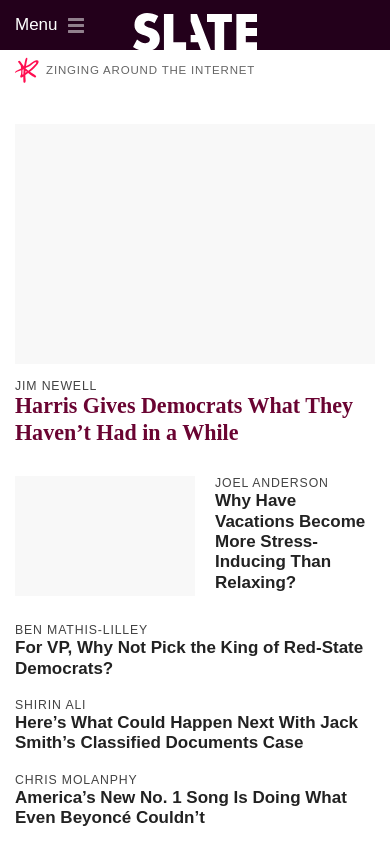 Menu
SLATE
ZINGING AROUND THE INTERNET
JIM NEWELL
Harris Gives Democrats What They
Haven’t Had in a While
JOEL ANDERSON
Why Have
Vacations Become
More Stress-
Inducing Than
Relaxing?
BEN MATHIS-LILLEY
For VP, Why Not Pick the King of Red-State
Democrats?
SHIRIN ALI
Here’s What Could Happen Next With Jack
Smith’s Classified Documents Case
CHRIS MOLANPHY
America’s New No. 1 Song Is Doing What
Even Beyoncé Couldn’t